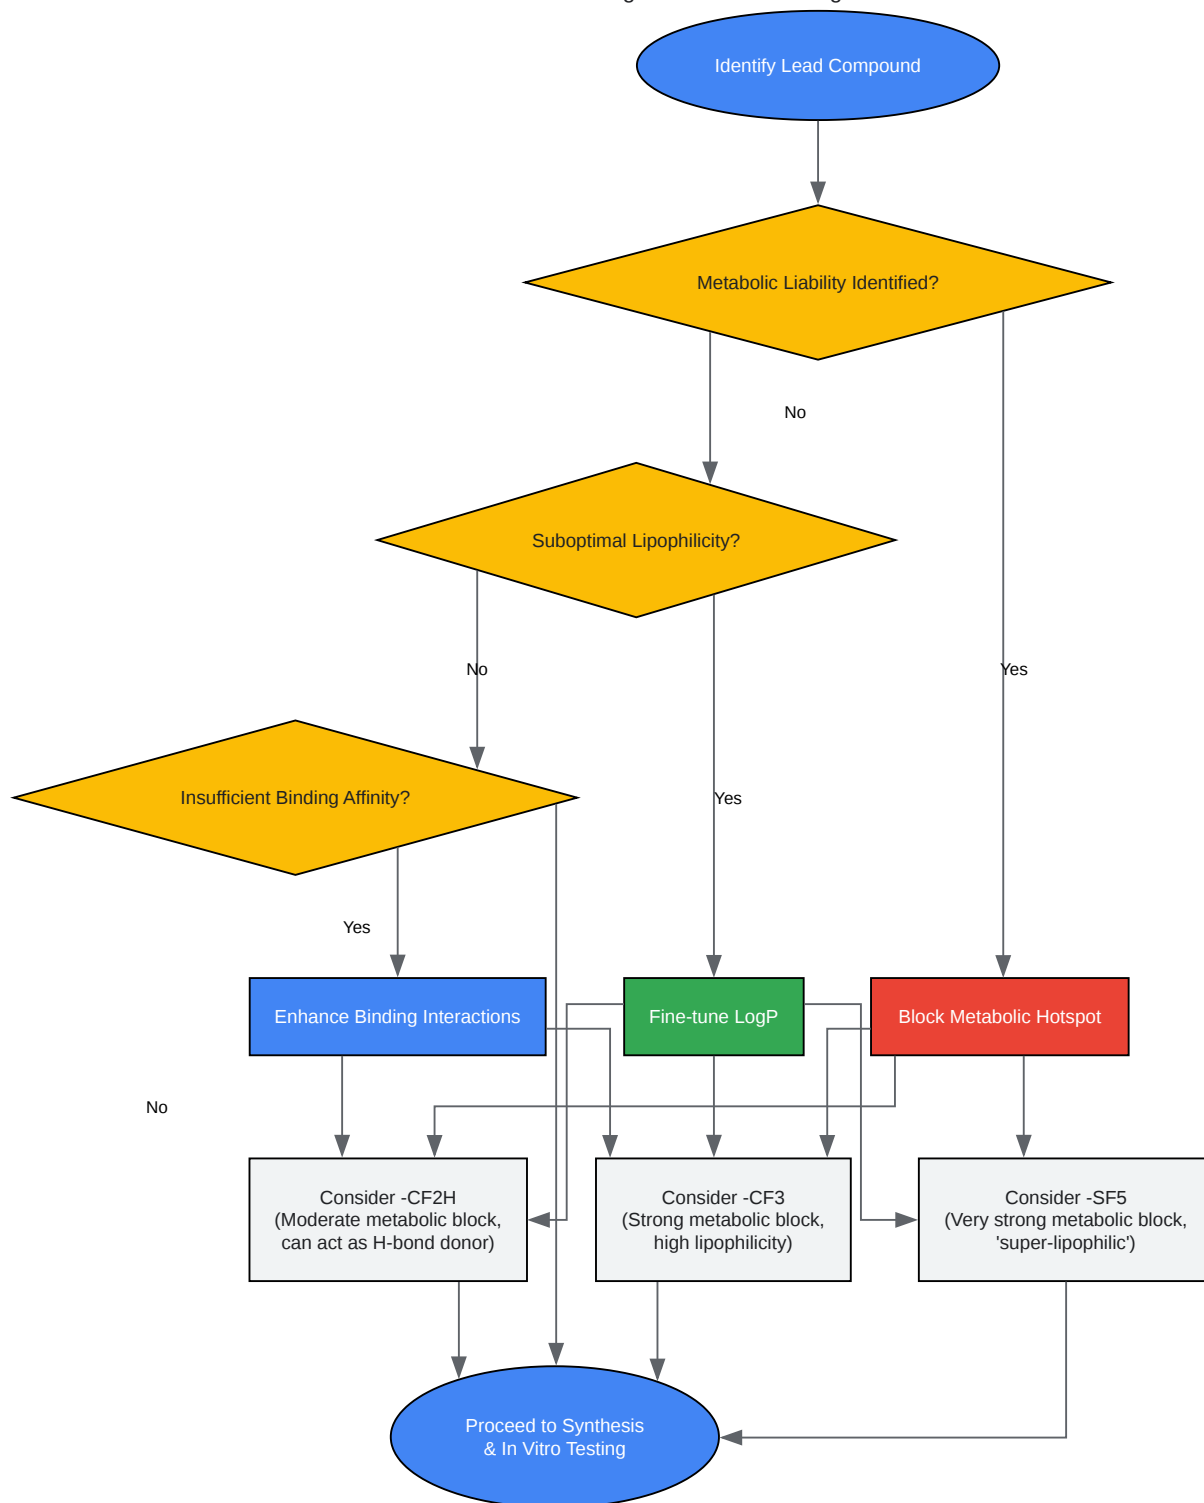 Identify Lead Compound
Metabolic Liability Identified?
No
Suboptimal Lipophilicity?
No
Yes
Insufficient Binding Affinity?
Yes
Yes
Enhance Binding Interactions
Fine-tune LogP
Block Metabolic Hotspot
No
Consider -CF2H
(Moderate metabolic block,
can act as H-bond donor)
Consider -CF3
(Strong metabolic block,
high lipophilicity)
Consider -SF5
(Very strong metabolic block,
'super-lipophilic')
Proceed to Synthesis
& In Vitro Testing